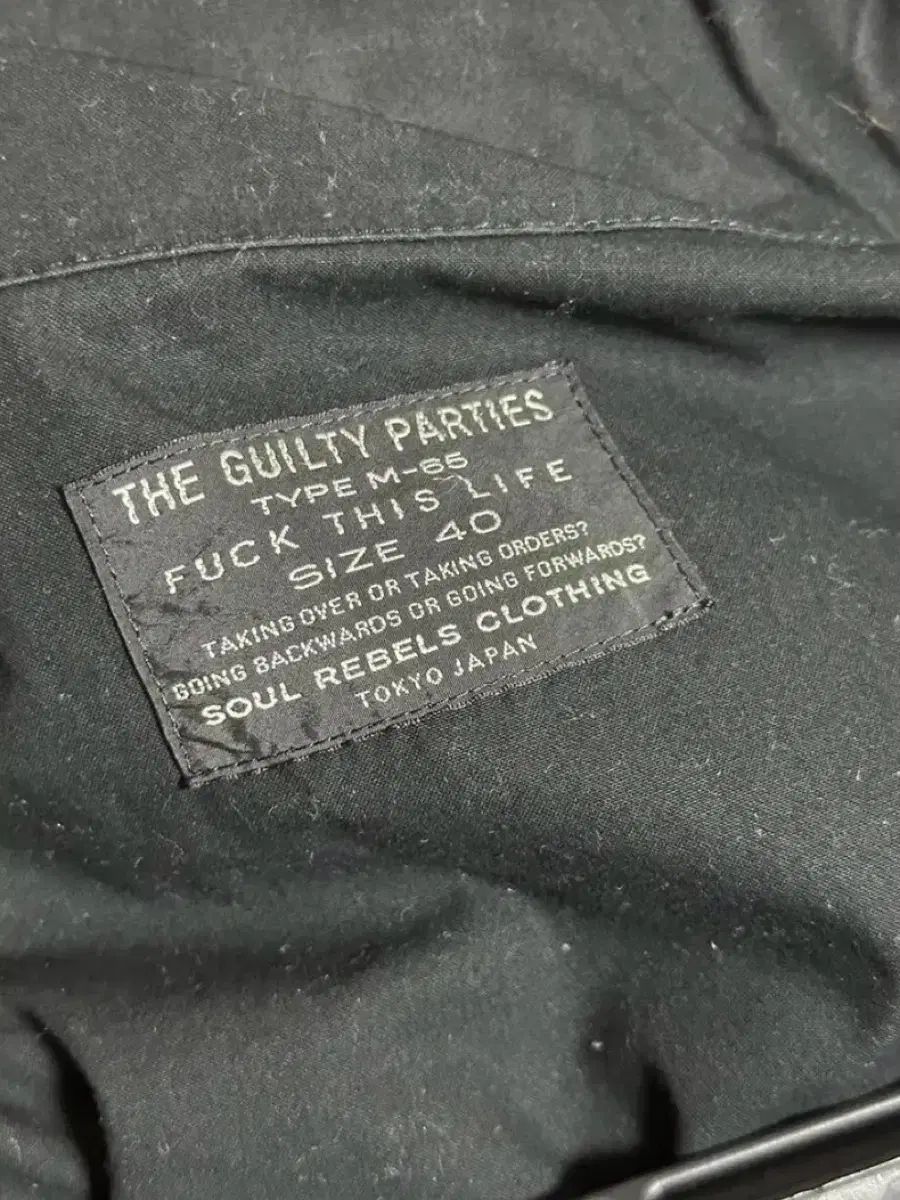 THE GUILTY PARTIES
TYPE M-65
FUCK THIS LIFE
SIZE 40
TAKING OVER OR TAKING ORDERS?
GOING BACKWARDS OR GOING FORWARDS?
SOUL REBELS CLOTHING
TOKYO JAPAN